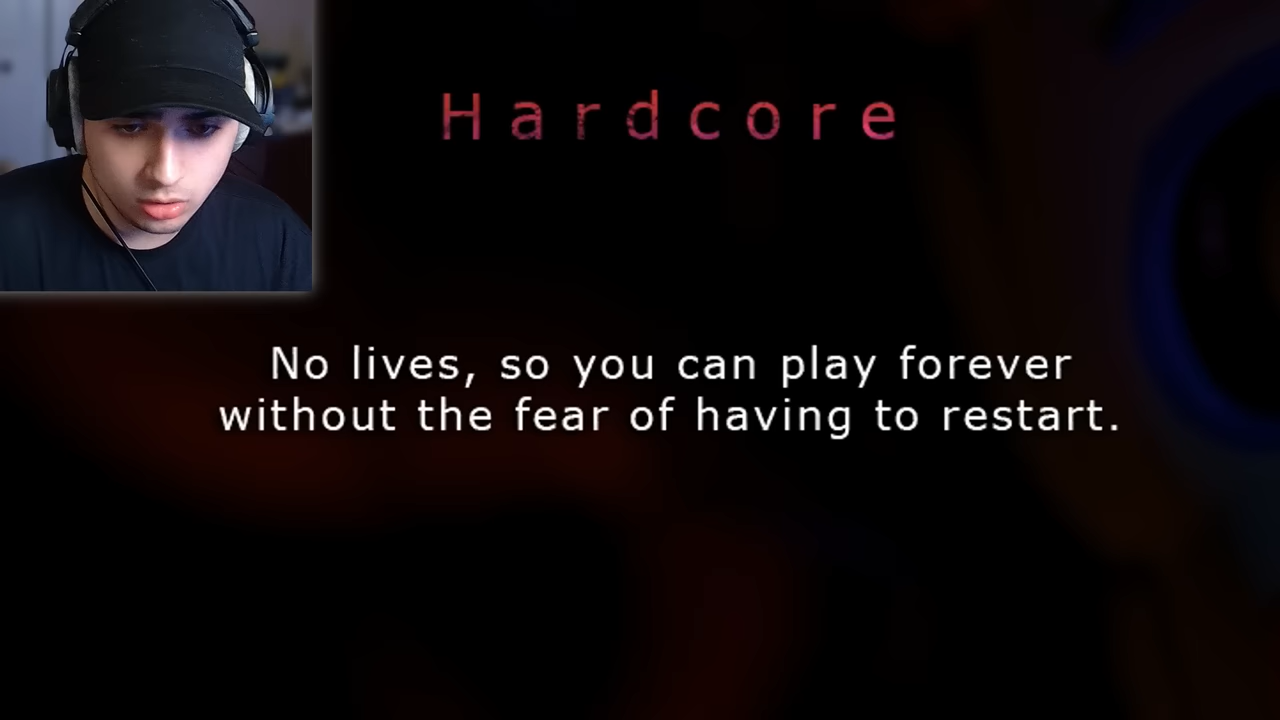 Hardcore
No lives, so you can play forever
without the fear of having to restart.